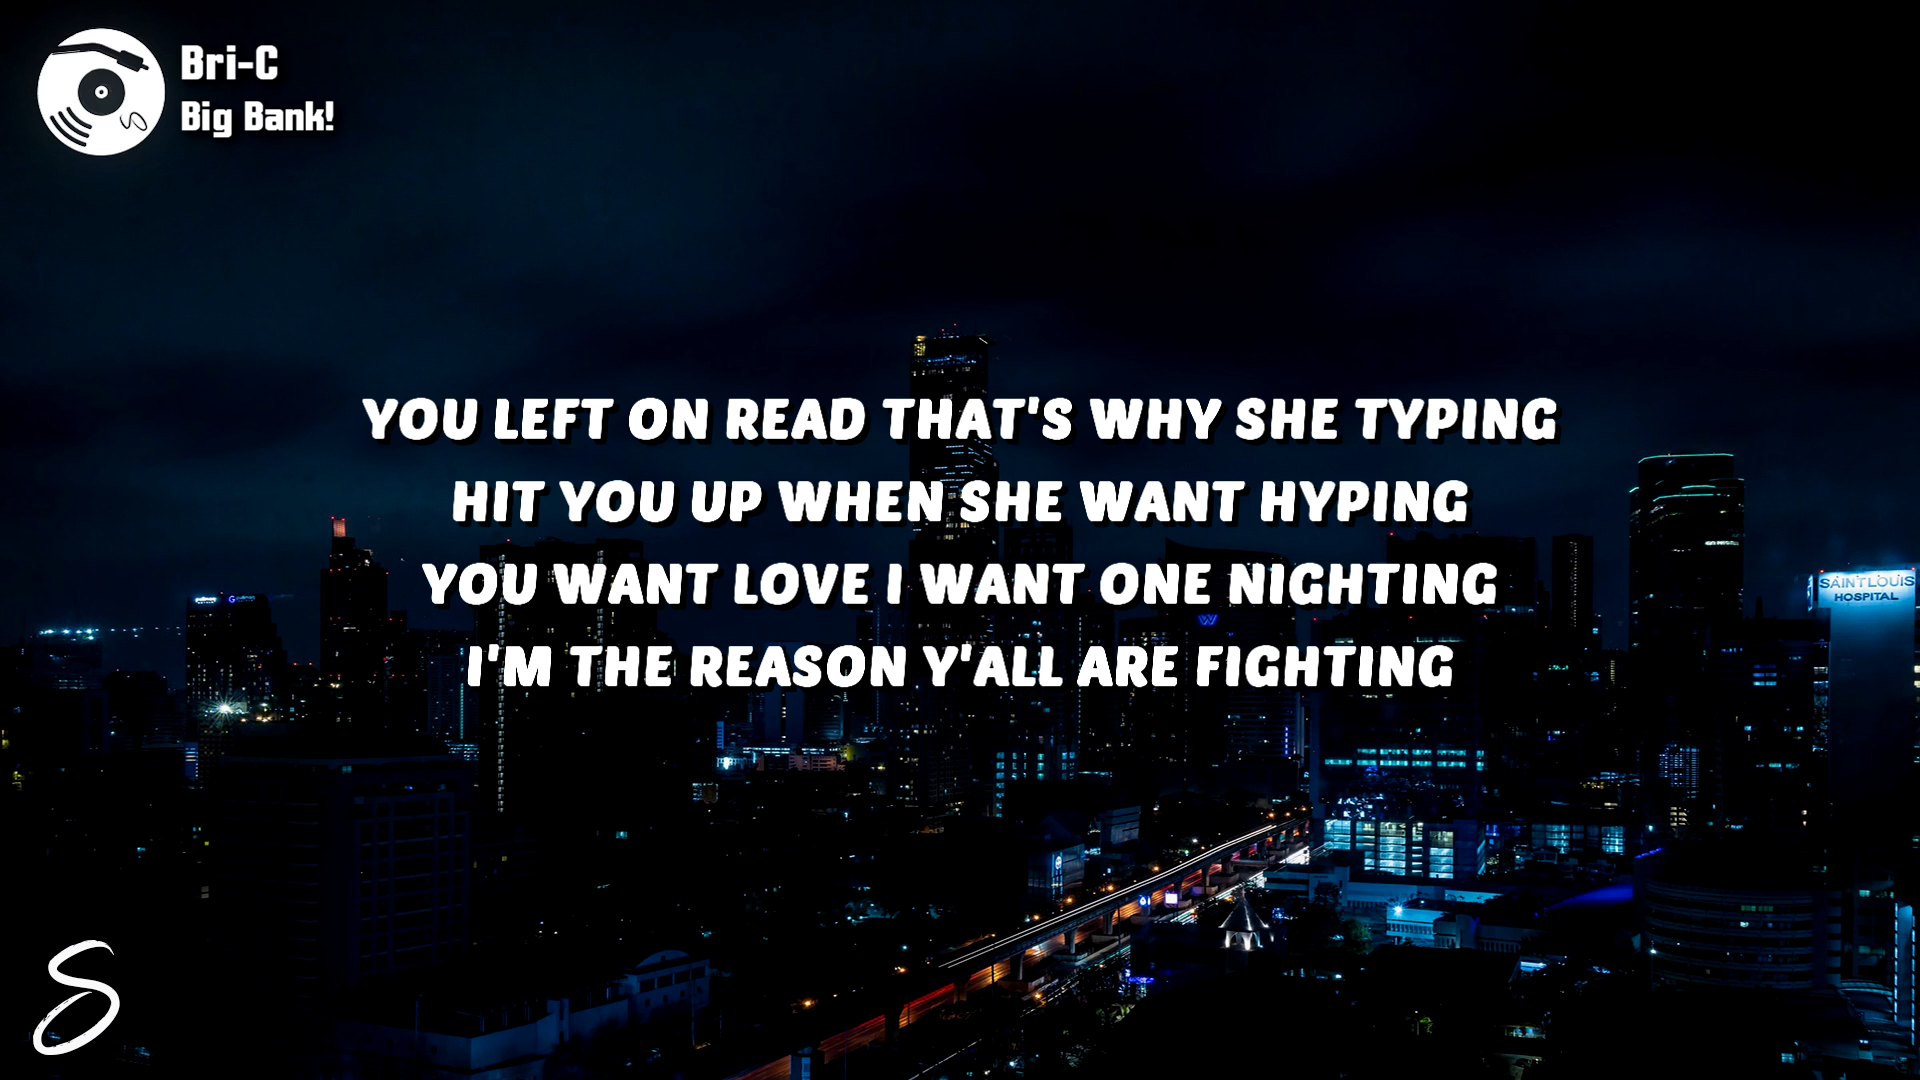 Bri-C
Big Bank!
YOU LEFT ON READ THAT'S WHY SHE TYPING
HIT YOU UP WHEN SHE WANT HYPING
YOU WANT LOVE I WANT ONE NIGHTING
I'M THE REASON Y'ALL ARE FIGHTING
SAINT LOUIS
HOSPITAL
W
S